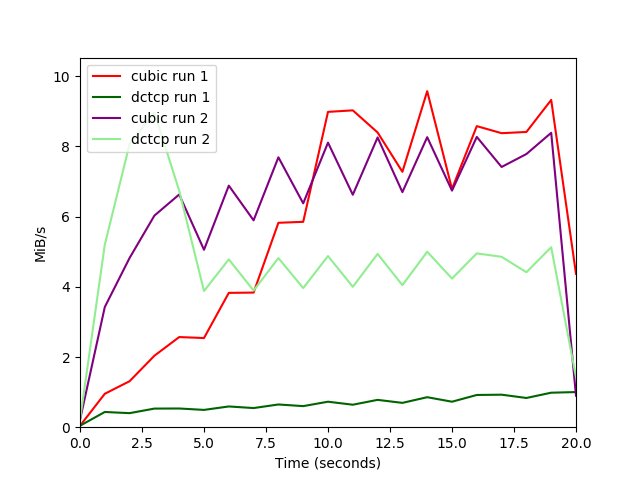 cubic run 1
dctcp run 1
cubic run 2
dctcp run 2
10
8
6
4
2
0
MiB/s
0.0 2.5 5.0 7.5 10.0 12.5 15.0 17.5 20.0
Time (seconds)